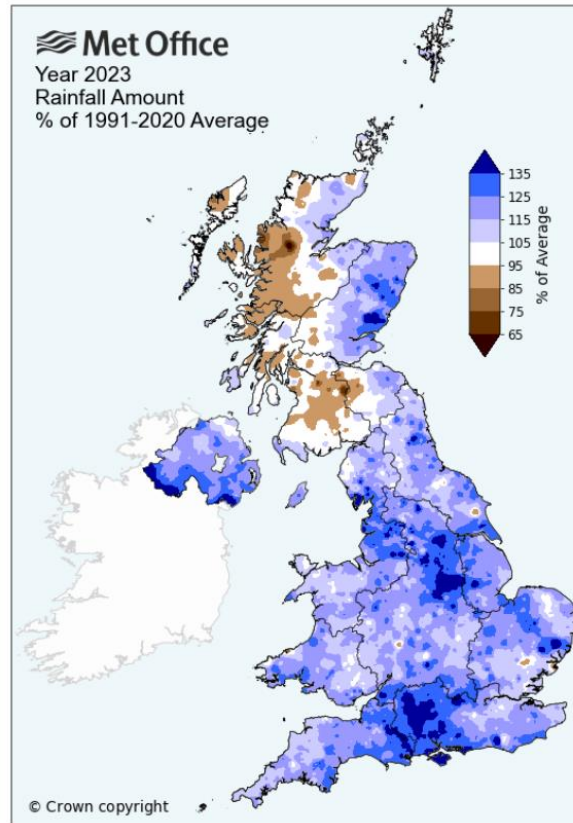 Met Office
Year 2023
Rainfall Amount
% of 1991-2020 Average
135
125
115
105
95
85
75
65
% of Average
© Crown copyright